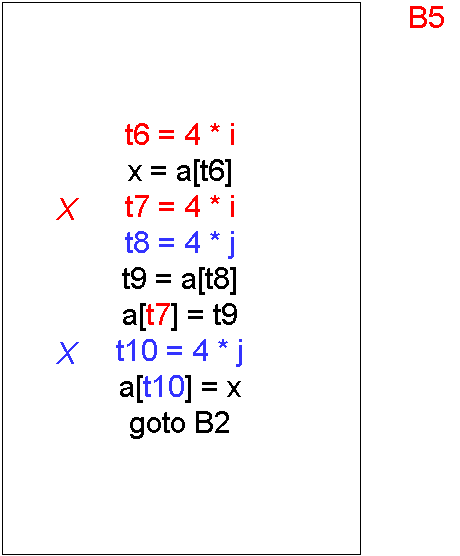 B5
t6 = 4 * i
x = a[t6]
X t7 = 4 * i
t8 = 4 * j
t9 = a[t8]
a[t7] = t9
X t10 = 4 * j
a[t10] = x
goto B2